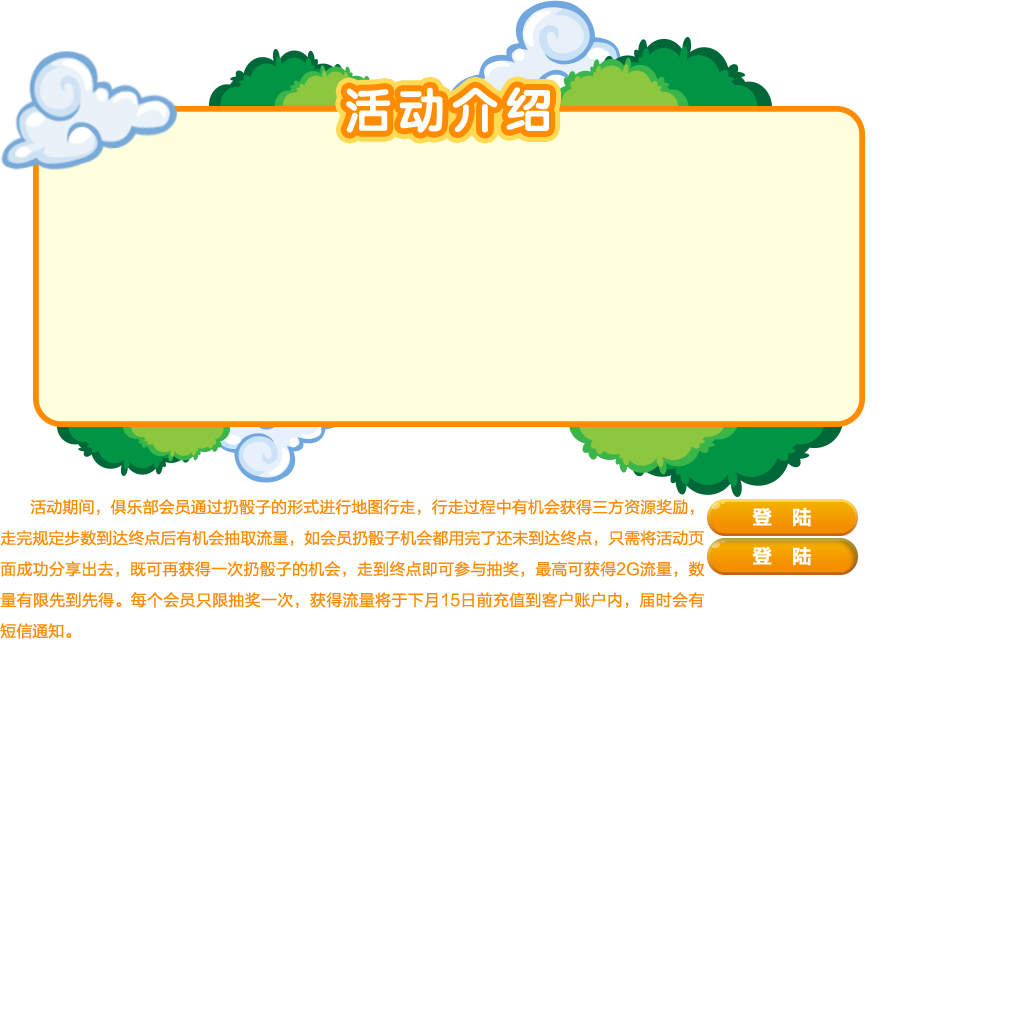 活动介绍
活动期间，俱乐部会员通过扔骰子的形式进行地图行走，行走过程中有机会获得三方资源奖励，
走完规定步数到达终点后有机会抽取流量，如会员扔骰子机会都用完了还未到达终点，只需将活动页
面成功分享出去，既可再获得一次扔骰子的机会，走到终点即可参与抽奖，最高可获得2G流量，数
量有限先到先得。每个会员只限抽奖一次，获得流量将于下月15日前充值到客户账户内，届时会有
短信通知。
登 陆
登 陆